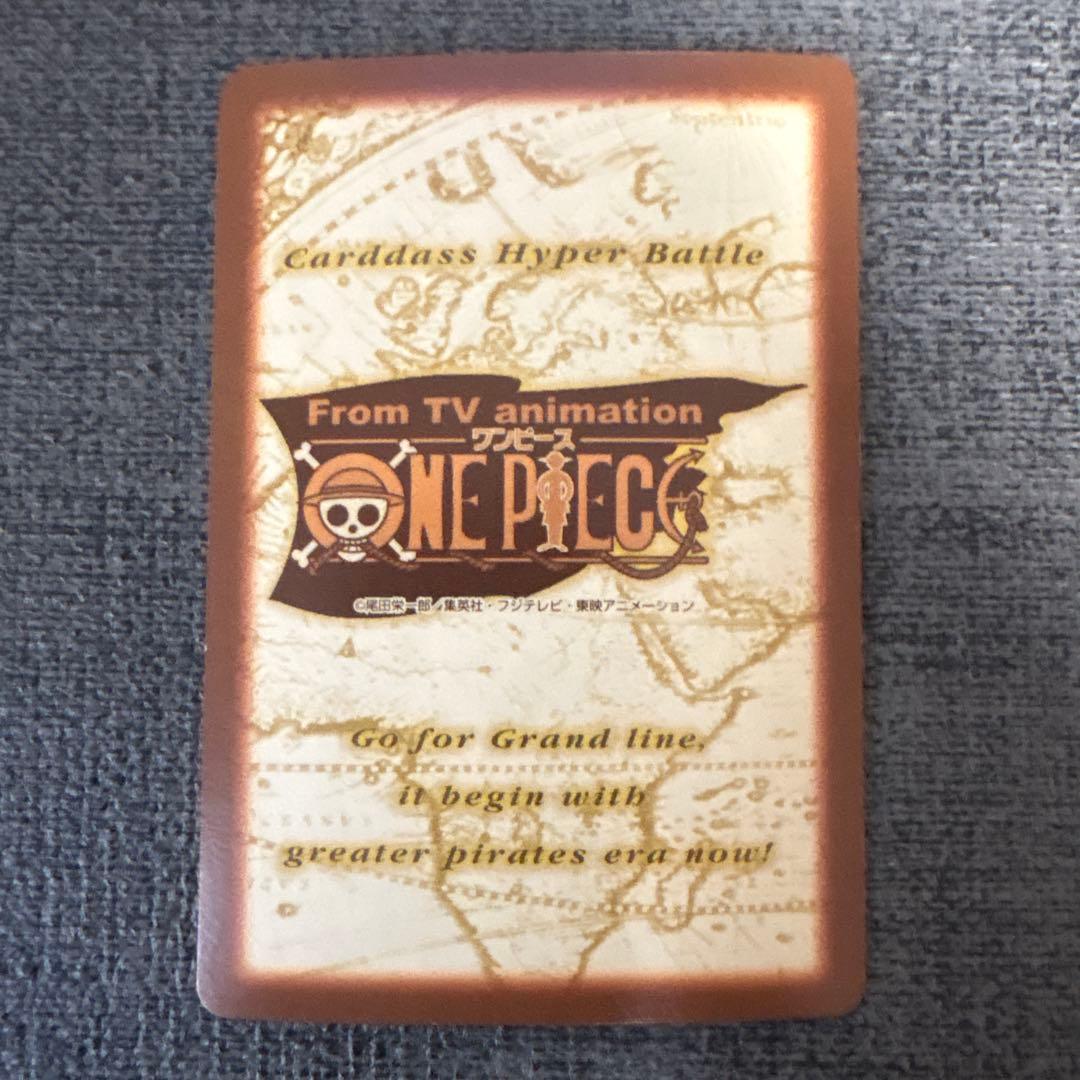 Carddass Hyper Battle
From TV animation
ワンピース
ONE PIECE
©尾田栄一郎/集英社・フジテレビ・東映アニメーション
Go for Grand line,
it begin with
greater pirates era now!